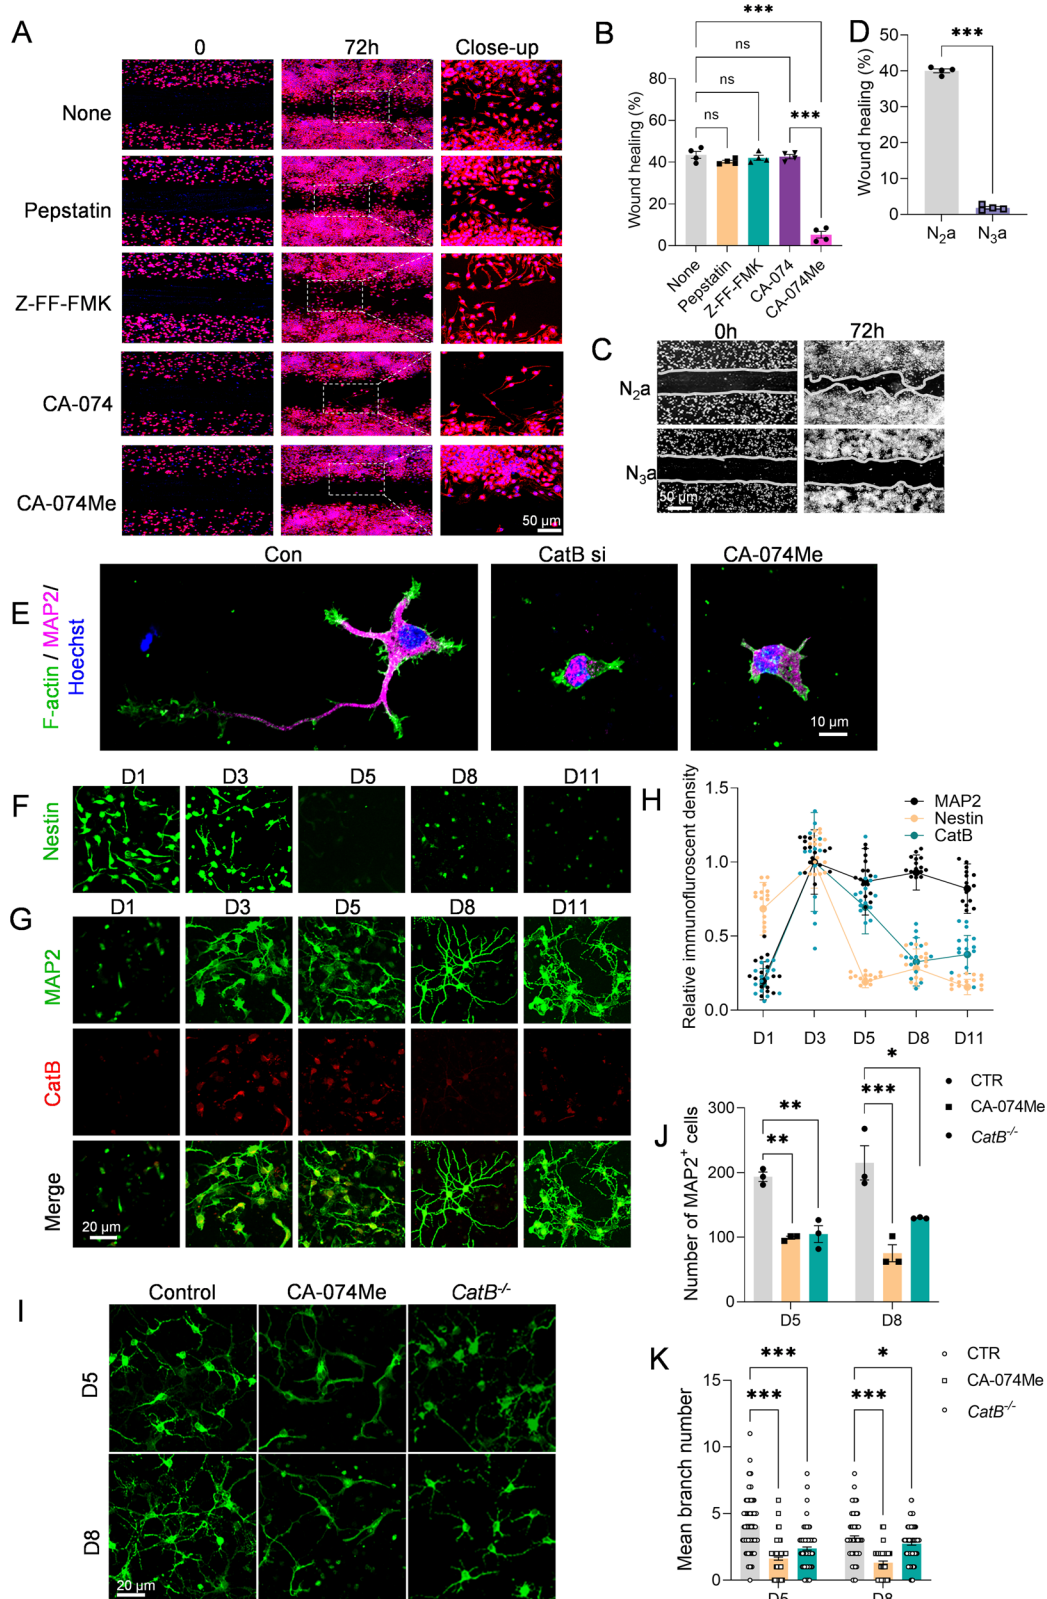 A
0
72h
Close-up
None
Pepstatin
Z-FF-FMK
CA-074
CA-074Me
50 µm
B
***
ns
ns
ns
***
Wound healing (%)
80
60
40
20
0
None
Pepstatin
Z-FF-FMK
CA-074
CA-074Me
D
***
Wound healing (%)
50
40
30
20
10
0
N₂a
N₃a
C
0h
72h
N₂a
N₃a
50 µm
E
Con
CatB si
CA-074Me
F-actin / MAP2/
Hoechst
10 µm
F
D1
D3
D5
D8
D11
Nestin
G
D1
D3
D5
D8
D11
MAP2
CatB
Merge
20 µm
H
Relative immunofluroscent density
1.5
1.0
0.5
0.0
D1
D3
D5
D8
D11
MAP2
Nestin
CatB
I
Control
CA-074Me
CatB-/-
D5
D8
20 µm
J
Number of MAP2⁺ cells
300
200
100
0
**
**
*
***
D5
D8
CTR
CA-074Me
CatB-/-
K
Mean branch number
15
10
5
0
***
***
*
***
D5
D8
CTR
CA-074Me
CatB-/-